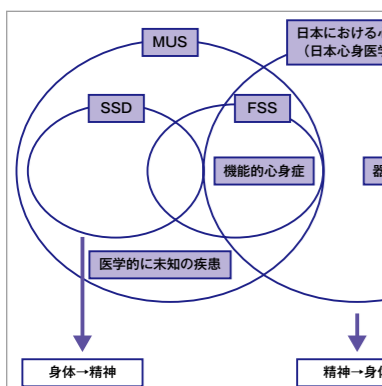 MUS
日本における
（日本心身医学
SSD
FSS
機能的心身症
医学的に未知の疾患
身体→精神
精神→身